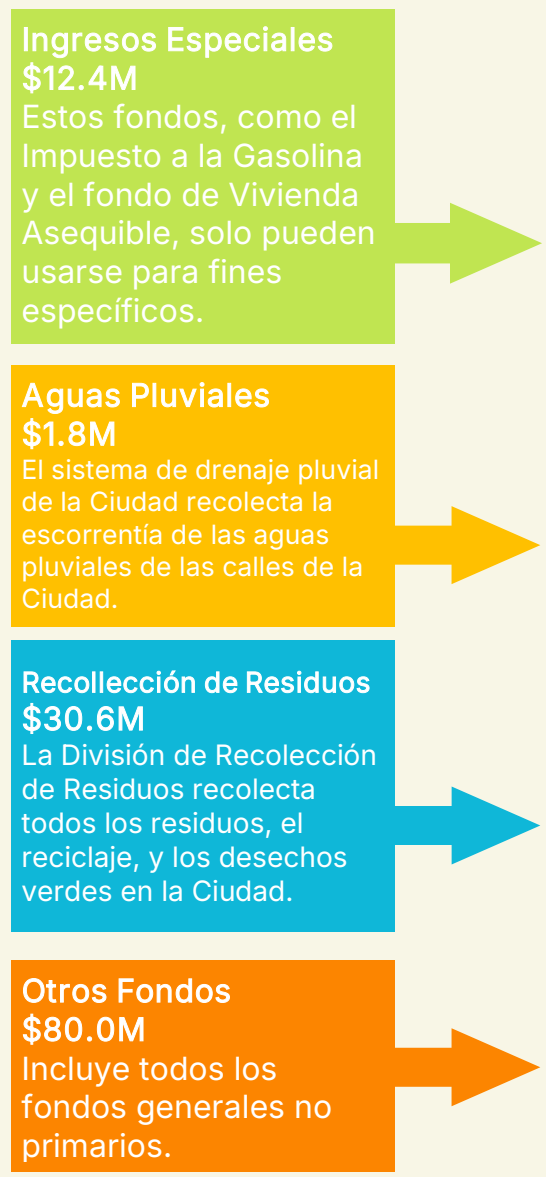 Ingresos Especiales
$12.4M
Estos fondos, como el
Impuesto a la Gasolina
y el fondo de Vivienda
Asequible, solo pueden
usarse para fines
específicos.
Aguas Pluviales
$1.8M
El sistema de drenaje pluvial
de la Ciudad recolecta la
escorrentía de las aguas
pluviales de las calles de la
Ciudad.
Recollección de Residuos
$30.6M
La División de Recolección
de Residuos recolecta
todos los residuos, el
reciclaje, y los desechos
verdes en la Ciudad.
Otros Fondos
$80.0M
Incluye todos los
fondos generales no
primarios.